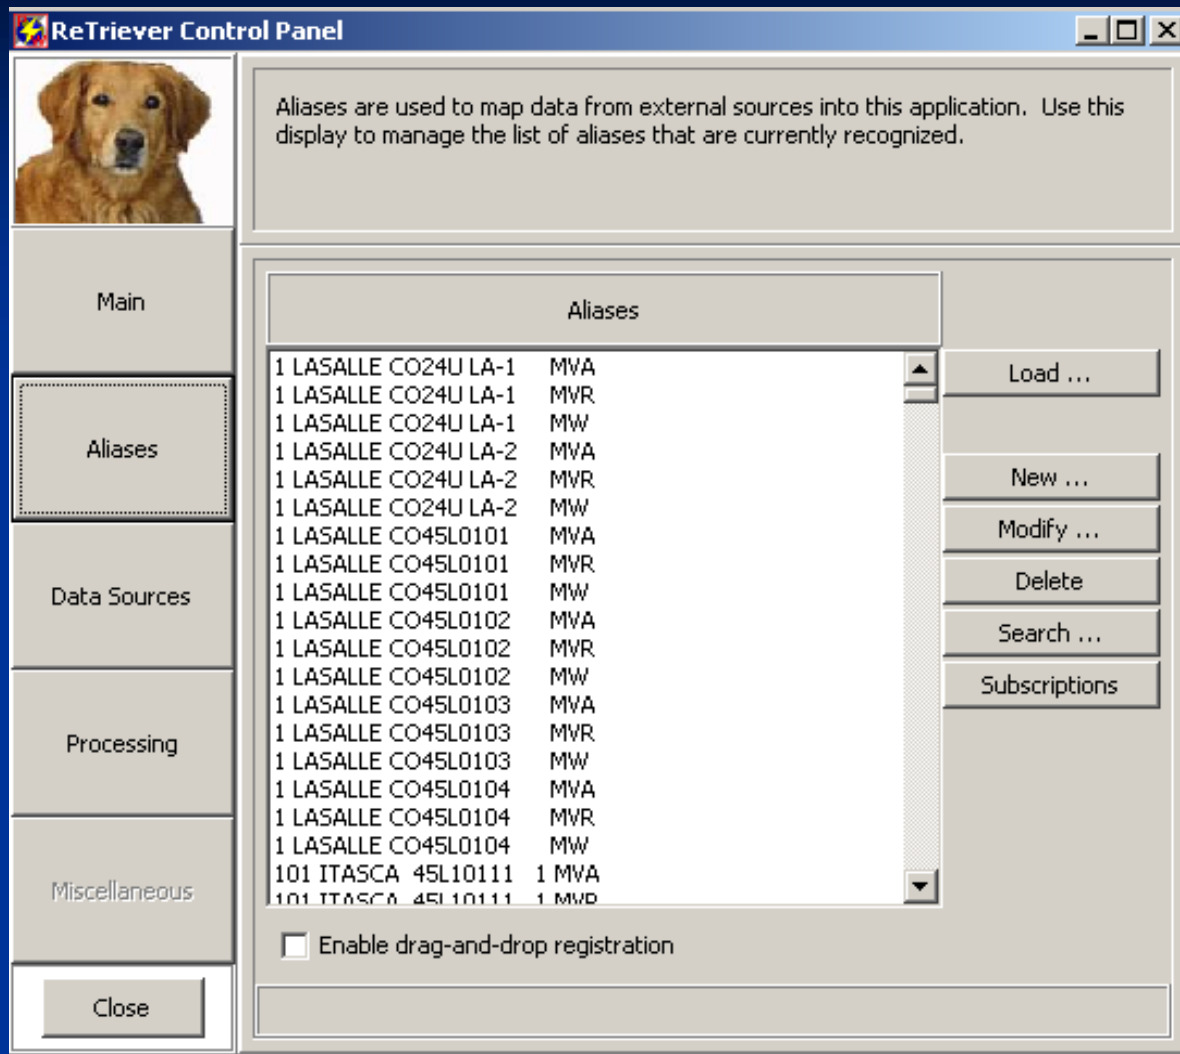 ReTriever Control Panel
Aliases are used to map data from external sources into this application.  Use this
display to manage the list of aliases that are currently recognized.
Main
Aliases
Data Sources
Processing
Miscellaneous
Close
Aliases
1 LASALLE CO24U LA-1 MVA
1 LASALLE CO24U LA-1 MVR
1 LASALLE CO24U LA-1 MW
1 LASALLE CO24U LA-2 MVA
1 LASALLE CO24U LA-2 MVR
1 LASALLE CO24U LA-2 MW
1 LASALLE CO45L0101 MVA
1 LASALLE CO45L0101 MVR
1 LASALLE CO45L0101 MW
1 LASALLE CO45L0102 MVA
1 LASALLE CO45L0102 MVR
1 LASALLE CO45L0102 MW
1 LASALLE CO45L0103 MVA
1 LASALLE CO45L0103 MVR
1 LASALLE CO45L0103 MW
1 LASALLE CO45L0104 MVA
1 LASALLE CO45L0104 MVR
1 LASALLE CO45L0104 MW
101 ITASCA 45L10111 1 MVA
101 ITASCA 45L10111 1 MVR
Load ...
New ...
Modify ...
Delete
Search ...
Subscriptions
Enable drag-and-drop registration